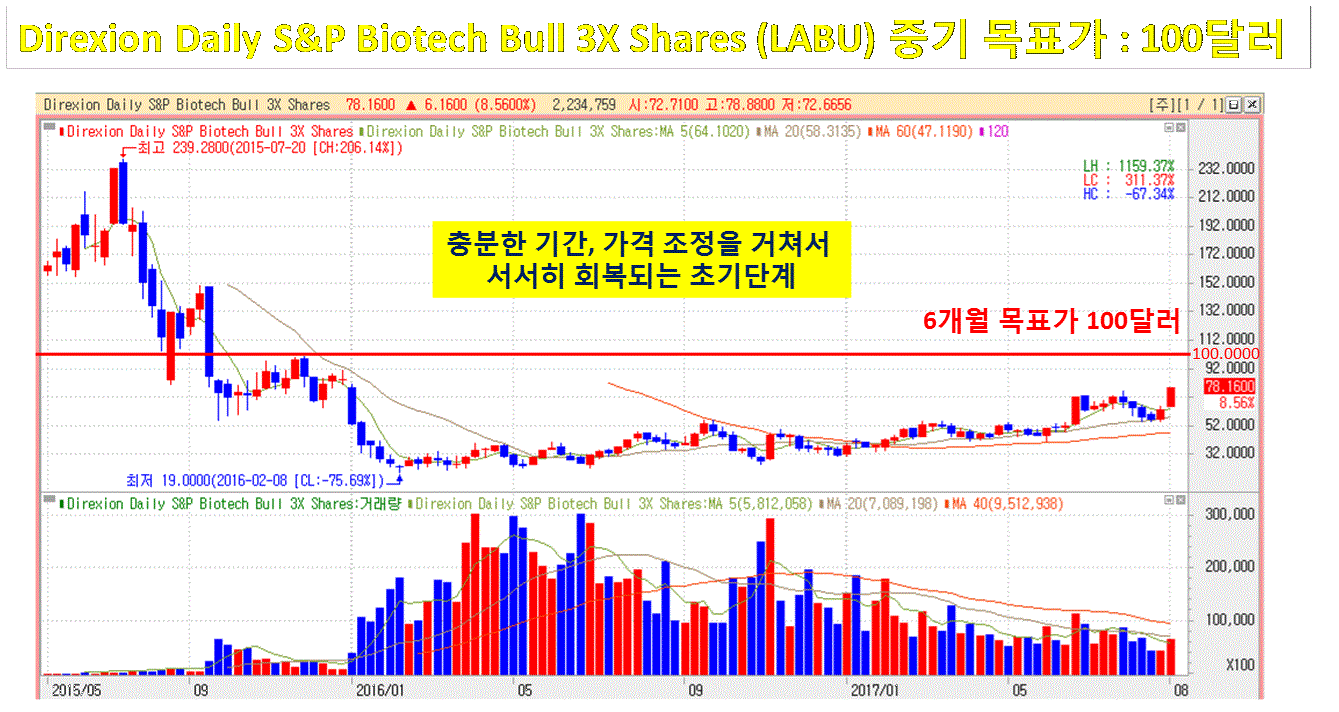 Direxion Daily S&P Biotech Bull 3X Shares (LABU) 중기 목표가 : 100달러
Direxion Daily S&P Biotech Bull 3X Shares 78.1600 ▲ 6.1600 (8.5600%) 2,234,759 시:72.7100 고:78.8800 저:72.6656 [주][1 / 1]
Direxion Daily S&P Biotech Bull 3X Shares Direxion Daily S&P Biotech Bull 3X Shares:MA 5(64.1020) MA 20(58.3135) MA 60(47.1190) 120
최고 239.2800(2015-07-20 [CH:206.14%])
LH : 1159.37%
LC : 311.37%
HC : -67.34%
232.0000
212.0000
192.0000
172.0000
152.0000
132.0000
112.0000
100.0000
92.0000
78.1600
8.56%
52.0000
32.0000
충분한 기간, 가격 조정을 거쳐서
서서히 회복되는 초기단계
6개월 목표가 100달러
최저 19.0000(2016-02-08 [CL:-75.69%])
Direxion Daily S&P Biotech Bull 3X Shares:거래량 Direxion Daily S&P Biotech Bull 3X Shares:MA 5(5,812,058) MA 20(7,089,198) MA 40(9,512,938)
300,000
200,000
100,000
X100
2015/05 09 2016/01 05 09 2017/01 05 08